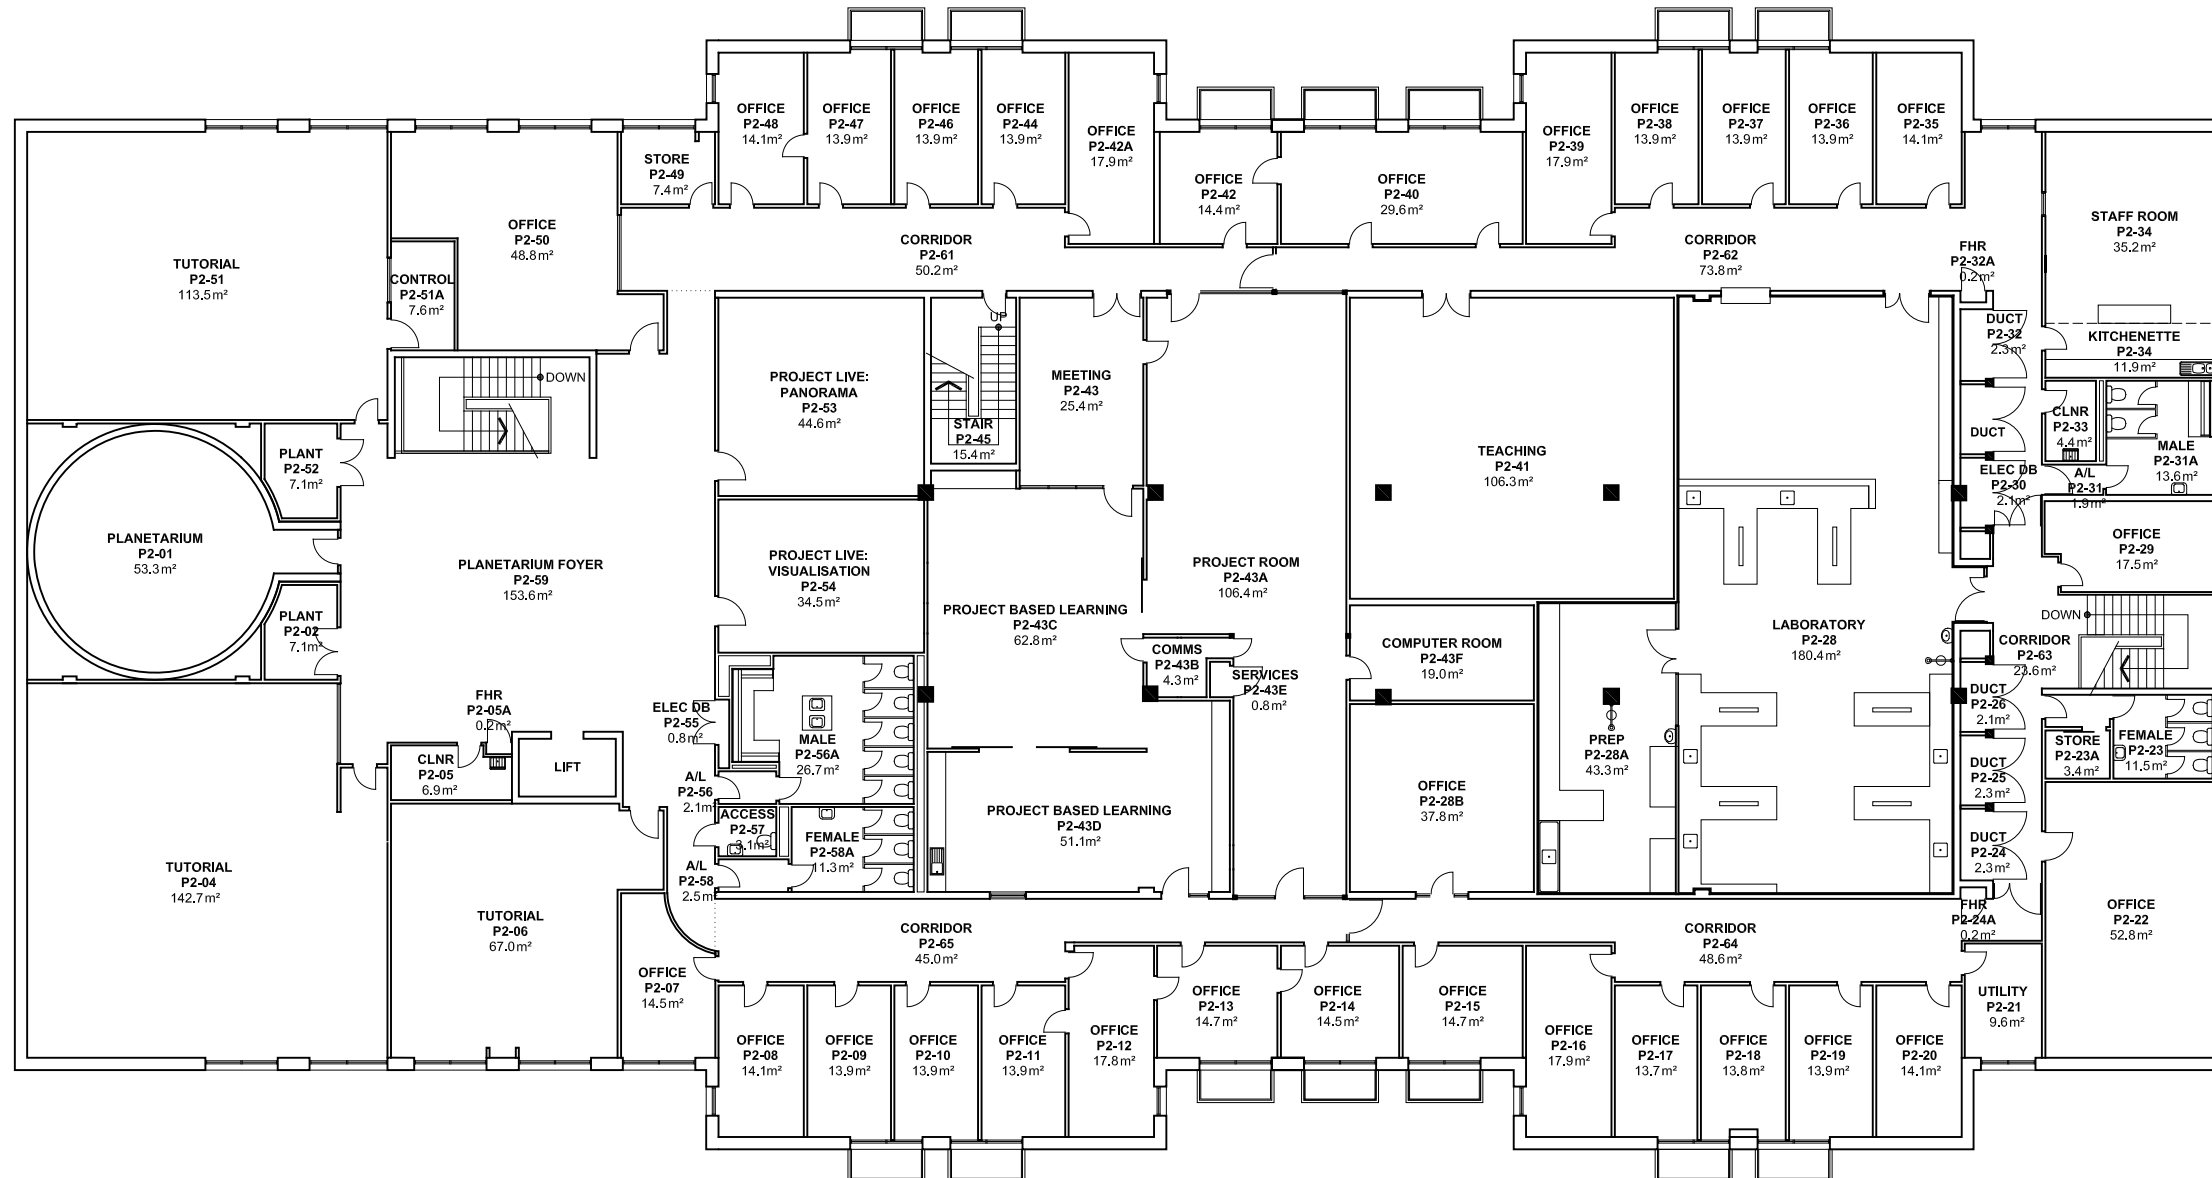 OFFICE
P2-48
14.1m²
OFFICE
P2-47
13.9m²
OFFICE
P2-46
13.9m²
OFFICE
P2-44
13.9m²
OFFICE
P2-42A
17.9m²
OFFICE
P2-39
17.9m²
OFFICE
P2-38
13.9m²
OFFICE
P2-37
13.9m²
OFFICE
P2-36
13.9m²
OFFICE
P2-35
14.1m²
STORE
P2-49
7.4m²
OFFICE
P2-42
14.4m²
OFFICE
P2-40
29.6m²
OFFICE
P2-50
48.8m²
STAFF ROOM
P2-34
35.2m²
TUTORIAL
P2-51
113.5m²
CONTROL
P2-51A
7.6m²
CORRIDOR
P2-61
50.2m²
CORRIDOR
P2-62
73.8m²
FHR
P2-32A
0.2m²
UP
DUCT
P2-32
2.3m²
KITCHENETTE
P2-34
11.9m²
DOWN
PROJECT LIVE:
PANORAMA
P2-53
44.6m²
MEETING
P2-43
25.4m²
STAIR
P2-45
15.4m²
TEACHING
P2-41
106.3m²
DUCT
CLNR
P2-33
4.4m²
MALE
P2-31A
13.6m²
PLANT
P2-52
7.1m²
ELEC DB
P2-30
2.1m²
A/L
P2-31
1.9m²
PLANETARIUM
P2-01
53.3m²
PLANETARIUM FOYER
P2-59
153.6m²
PROJECT LIVE:
VISUALISATION
P2-54
34.5m²
PROJECT ROOM
P2-43A
106.4m²
OFFICE
P2-29
17.5m²
PLANT
P2-02
7.1m²
PROJECT BASED LEARNING
P2-43C
62.8m²
COMMS
P2-43B
4.3m²
SERVICES
P2-43E
0.8m²
COMPUTER ROOM
P2-43F
19.0m²
LABORATORY
P2-28
180.4m²
DOWN
CORRIDOR
P2-63
23.6m²
FHR
P2-05A
0.2m²
ELEC DB
P2-55
0.8m²
MALE
P2-56A
26.7m²
DUCT
P2-26
2.1m²
CLNR
P2-05
6.9m²
LIFT
A/L
P2-56
2.1m²
PREP
P2-28A
43.3m²
DUCT
P2-25
2.3m²
STORE
P2-23A
3.4m²
FEMALE
P2-23
11.5m²
ACCESS
P2-57
3.1m²
FEMALE
P2-58A
11.3m²
PROJECT BASED LEARNING
P2-43D
51.1m²
OFFICE
P2-28B
37.8m²
DUCT
P2-24
2.3m²
TUTORIAL
P2-04
142.7m²
A/L
P2-58
2.5m
TUTORIAL
P2-06
67.0m²
CORRIDOR
P2-65
45.0m²
CORRIDOR
P2-64
48.6m²
FHR
P2-24A
0.2m²
OFFICE
P2-22
52.8m²
OFFICE
P2-07
14.5m²
OFFICE
P2-13
14.7m²
OFFICE
P2-14
14.5m²
OFFICE
P2-15
14.7m²
UTILITY
P2-21
9.6m²
OFFICE
P2-08
14.1m²
OFFICE
P2-09
13.9m²
OFFICE
P2-10
13.9m²
OFFICE
P2-11
13.9m²
OFFICE
P2-12
17.8m²
OFFICE
P2-16
17.9m²
OFFICE
P2-17
13.7m²
OFFICE
P2-18
13.8m²
OFFICE
P2-19
13.9m²
OFFICE
P2-20
14.1m²